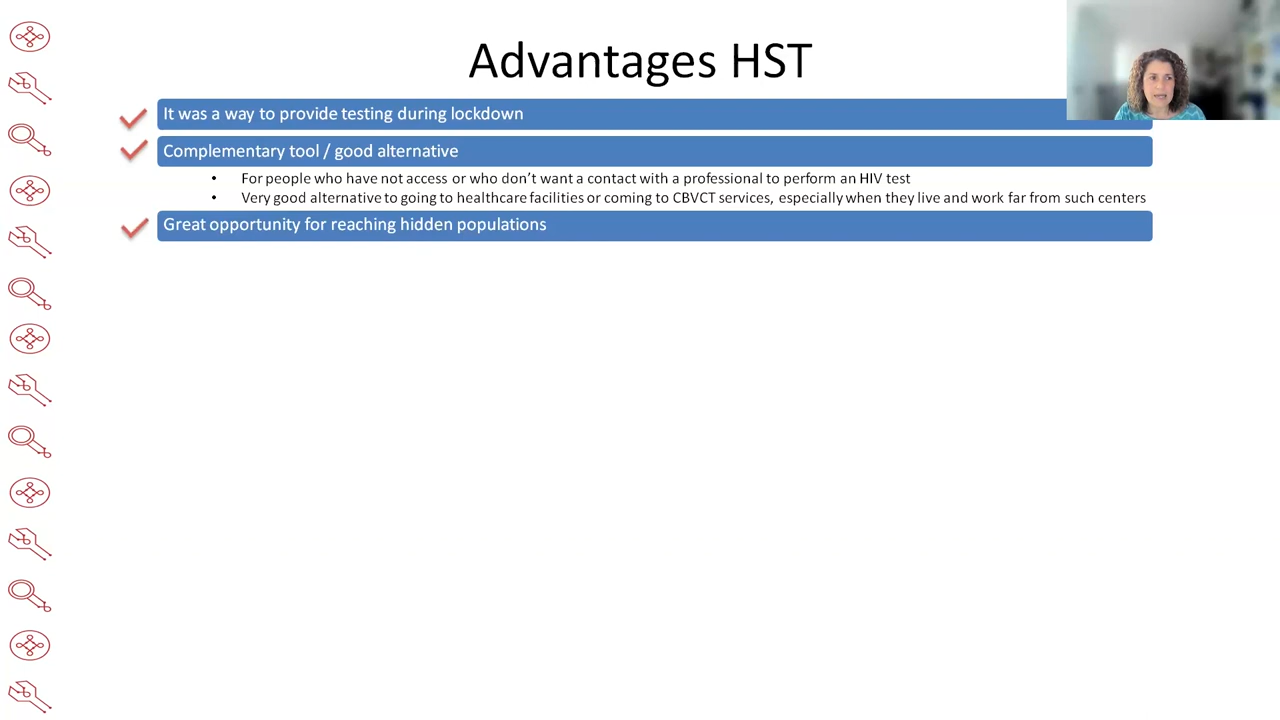 Advantages HST
It was a way to provide testing during lockdown
Complementary tool / good alternative
• For people who have not access or who don’t want a contact with a professional to perform an HIV test
• Very good alternative to going to healthcare facilities or coming to CBVCT services, especially when they live and work far from such centers
Great opportunity for reaching hidden populations